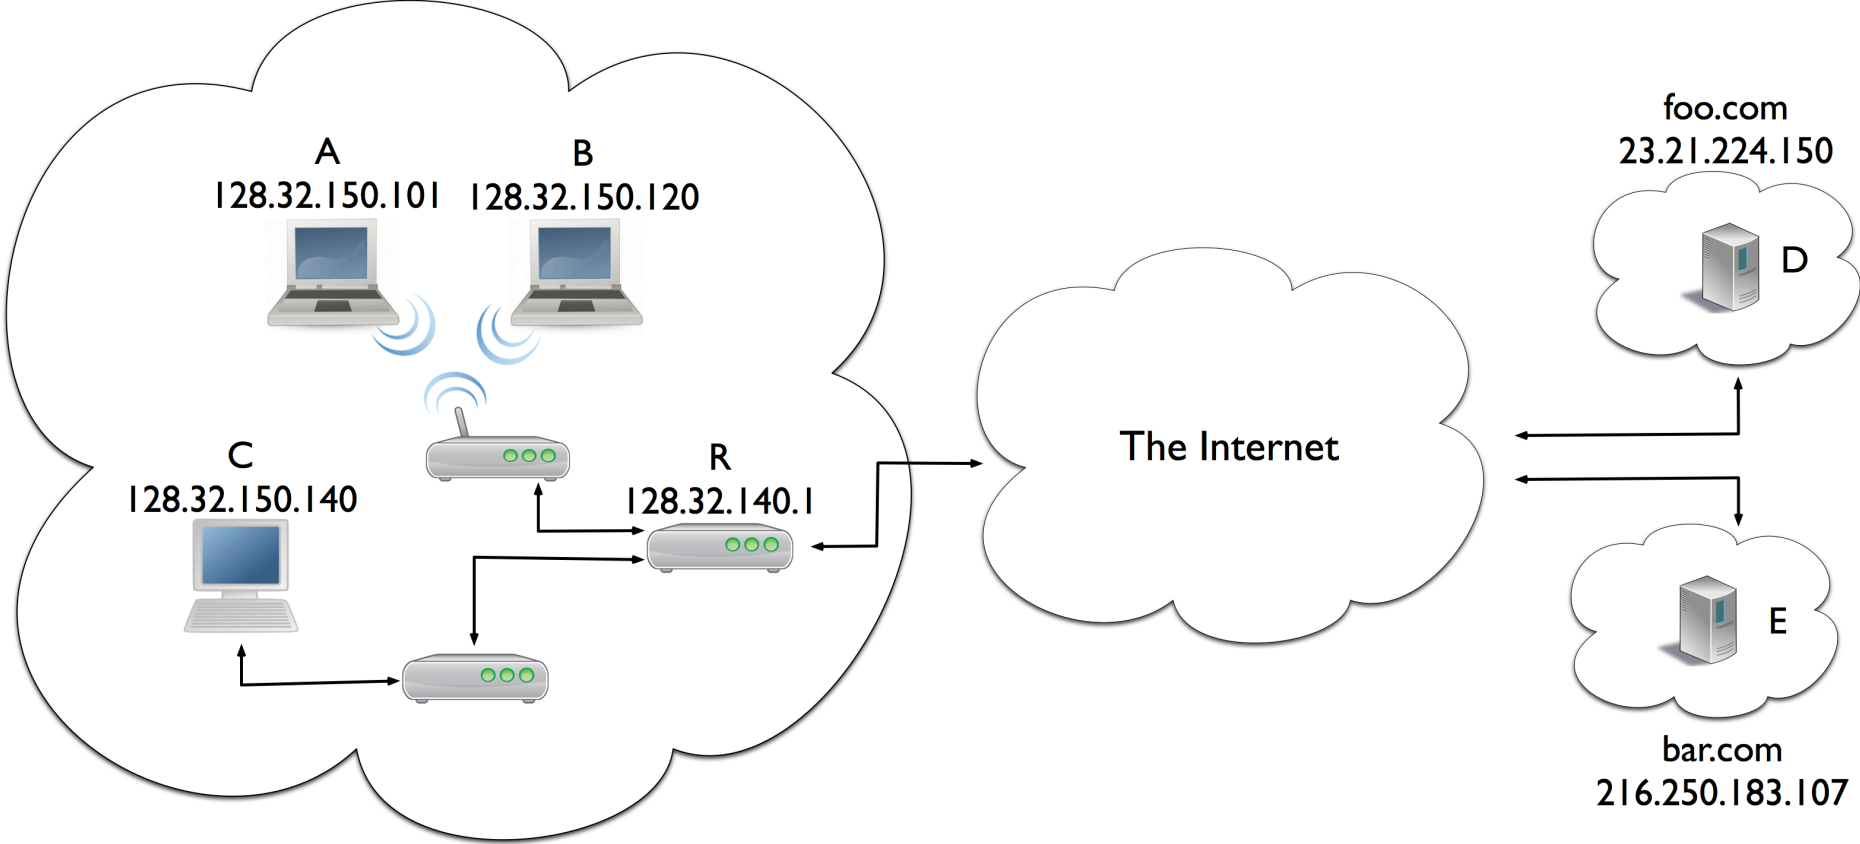 A
128.32.150.101
B
128.32.150.120
C
128.32.150.140
R
128.32.140.1
The Internet
foo.com
23.21.224.150
D
E
bar.com
216.250.183.107